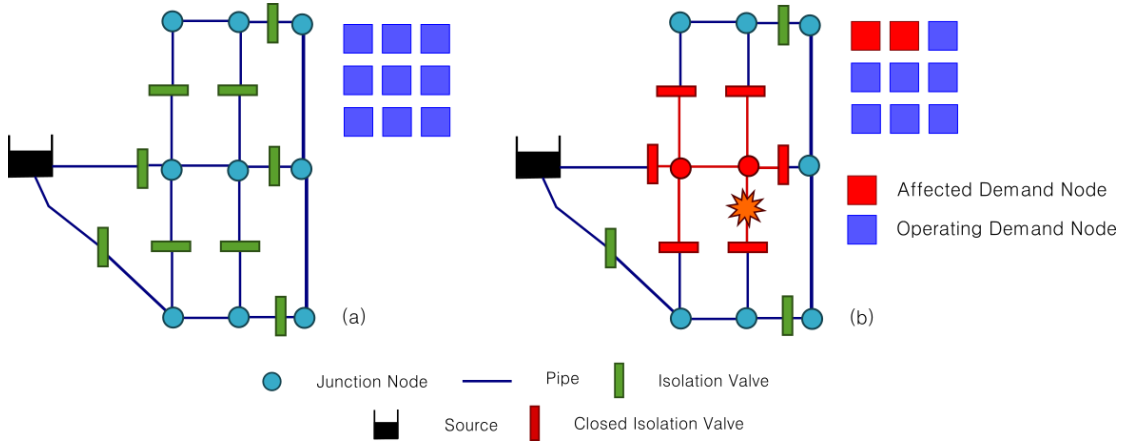 Affected Demand Node
Operating Demand Node
(a)
(b)
Junction Node
Pipe
Isolation Valve
Source
Closed Isolation Valve